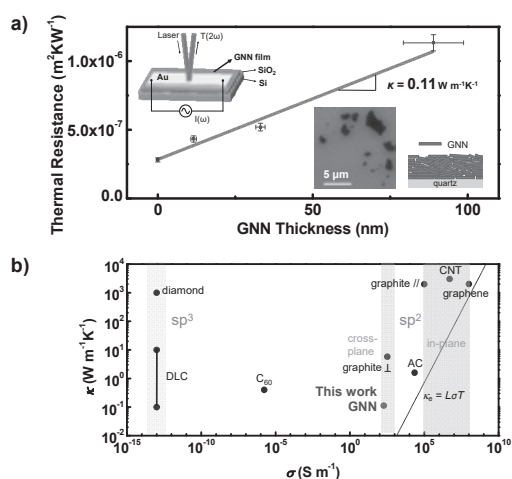 a)
Laser
T(2ω)
GNN film
SiO₂
Si
Au
I(ω)
κ = 0.11 W m⁻¹K⁻¹
5 μm
GNN
quartz
Thermal Resistance (m²KW⁻¹)
1.0x10⁻⁶
5.0x10⁻⁷
0.0
0
50
100
GNN Thickness (nm)
b)
κ (W m⁻¹K⁻¹)
10⁴
10³
10²
10¹
10⁰
10⁻¹
10⁻²
diamond
sp³
DLC
C₆₀
cross-
plane
graphite ⊥
This work
GNN
graphite //
sp²
CNT
graphene
in-plane
AC
κₑ = LσT
10⁻¹⁵
10⁻¹⁰
10⁻⁵
10⁰
10⁵
10¹⁰
σ (S m⁻¹)